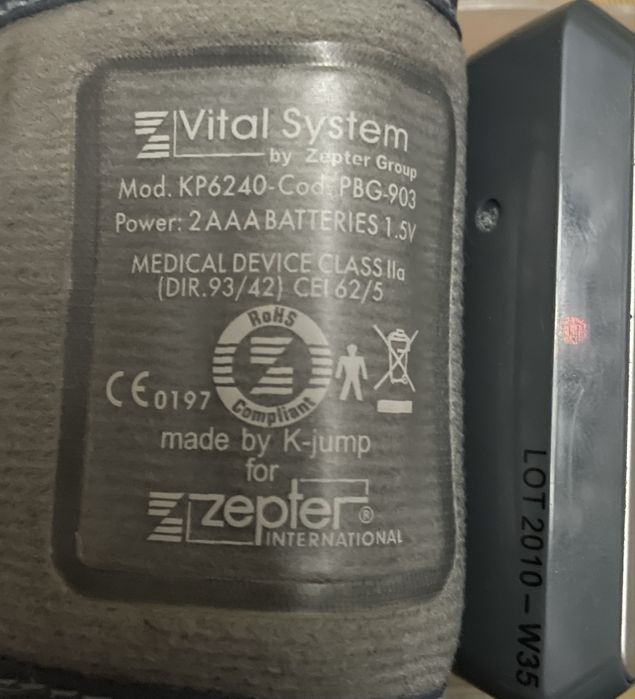 Vital System
by Zepter Group
Mod. KP6240-Cod. PBG-903
Power: 2 AAA BATTERIES 1.5V
MEDICAL DEVICE CLASS IIa
(DIR.93/42) CEI 62/5
RoHS
Compliant
CE 0197
made by K-jump
for
zepter®
INTERNATIONAL
LOT 2010 – W35